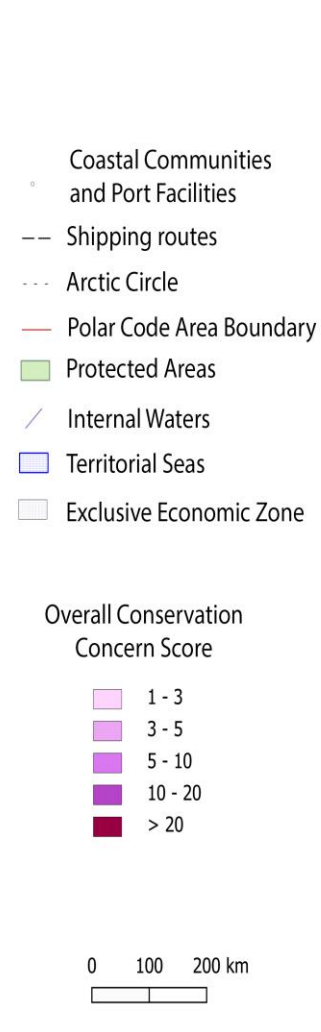 Coastal Communities
and Port Facilities
Shipping routes
Arctic Circle
Polar Code Area Boundary
Protected Areas
Internal Waters
Territorial Seas
Exclusive Economic Zone
Overall Conservation
Concern Score
1 - 3
3 - 5
5 - 10
10 - 20
> 20
0 100 200 km